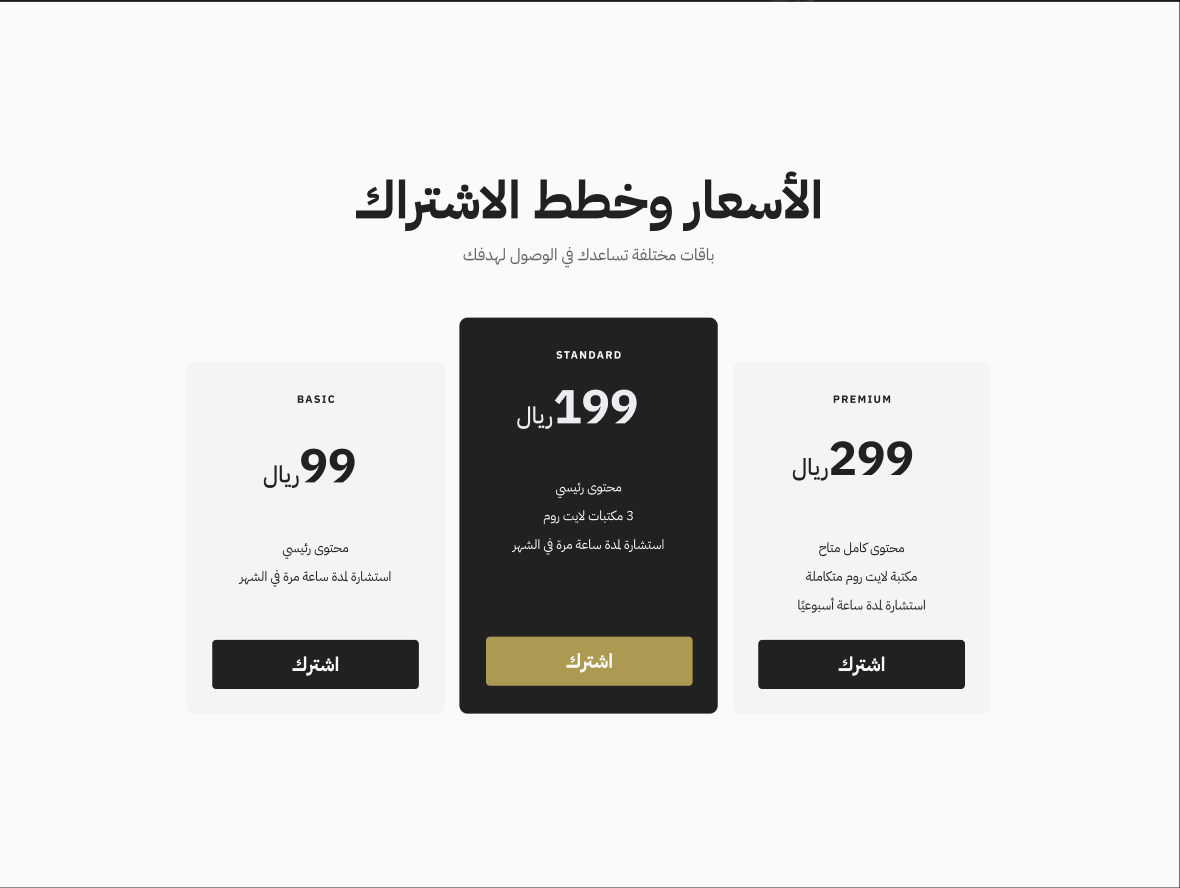 الأسعار وخطط الاشتراك
باقات مختلفة تساعدك في الوصول لهدفك
PREMIUM
299ريال
محتوى كامل متاح
مكتبة لايت روم متكاملة
استشارة لمدة ساعة أسبوعيًا
اشترك
STANDARD
199ريال
محتوى رئيسي
3 مكتبات لايت روم
استشارة لمدة ساعة مرة في الشهر
اشترك
BASIC
99ريال
محتوى رئيسي
استشارة لمدة ساعة مرة في الشهر
اشترك